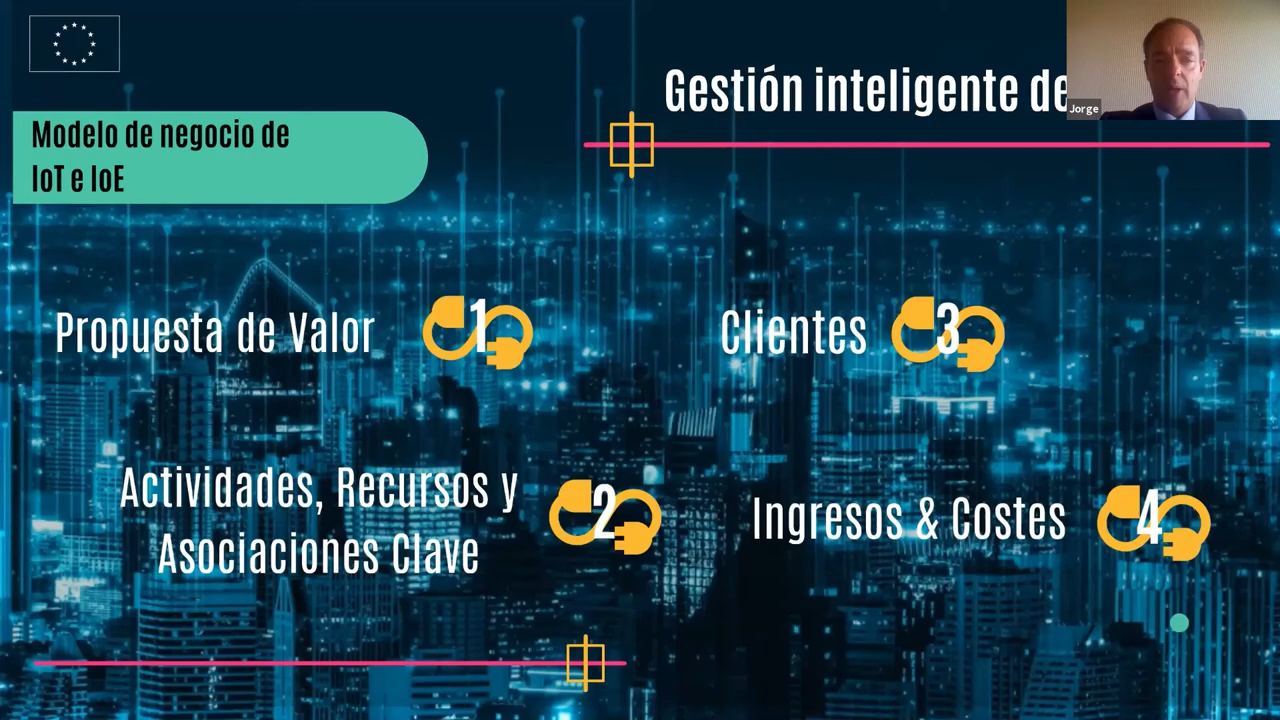 Gestión inteligente de
Jorge
Modelo de negocio de
IoT e IoE
Propuesta de Valor
1
Clientes
3
Actividades, Recursos y
Asociaciones Clave
2
Ingresos & Costes
4